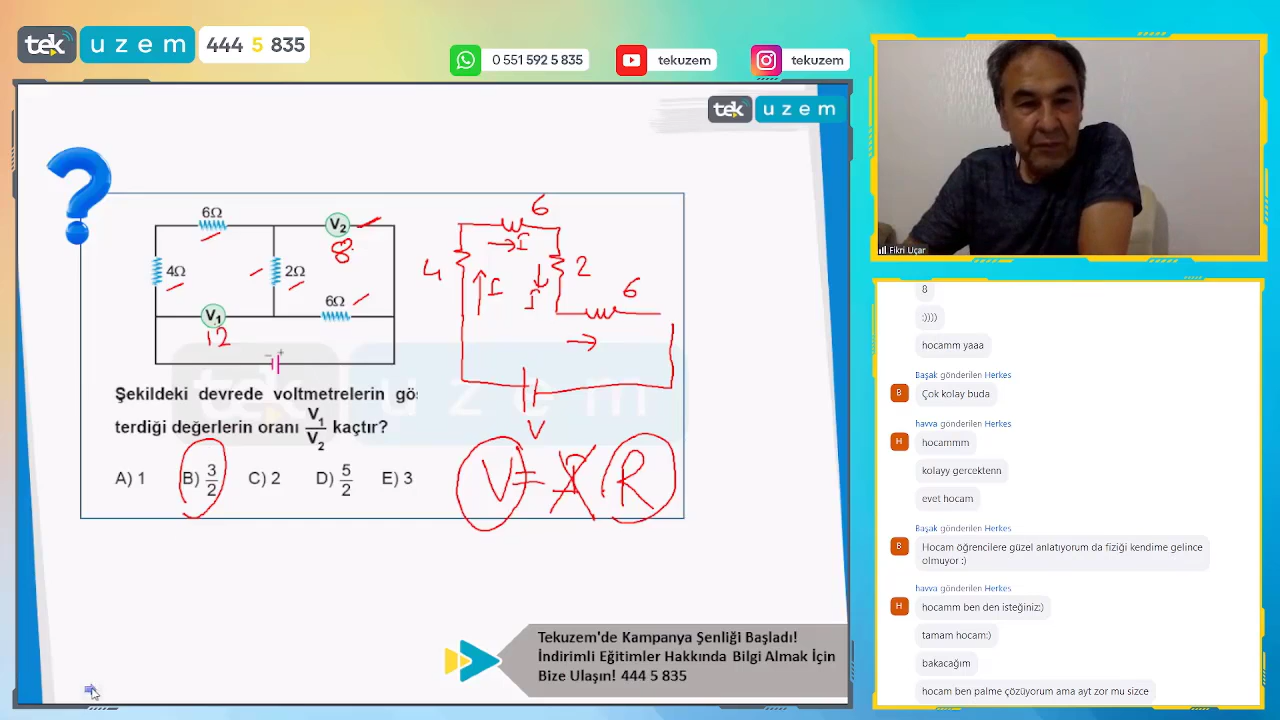 tek uzem 444 5 835
0 551 592 5 835
tekuzem
tekuzem
tek uzem
6Ω
V₂
8
4Ω
2Ω
6Ω
V₁
12
- +
6
I
4
I
2
I
6
V
tek uzem
Şekildeki devrede voltmetrelerin gös
terdiği değerlerin oranı V₁/V₂ kaçtır?
A) 1 B) 3/2 C) 2 D) 5/2 E) 3
V = I R
Tekuzem'de Kampanya Şenliği Başladı!
İndirimli Eğitimler Hakkında Bilgi Almak İçin
Bize Ulaşın! 444 5 835
Fikri Uçar
8
:))))
hocamm yaaa
Başak gönderilen Herkes
B
Çok kolay buda
havva gönderilen Herkes
H
hocammm
kolayy gercektenn
evet hocam
Başak gönderilen Herkes
B
Hocam öğrencilere güzel anlatıyorum da fiziği kendime gelince
olmuyor :)
havva gönderilen Herkes
H
hocamm ben den isteğiniz:)
tamam hocam:)
bakacağım
hocam ben palme çözüyorum ama ayt zor mu sizce